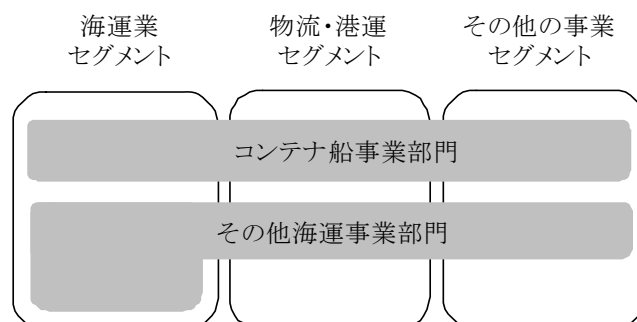 海運業
セグメント
物流・港運
セグメント
その他の事業
セグメント
コンテナ船事業部門
その他海運事業部門